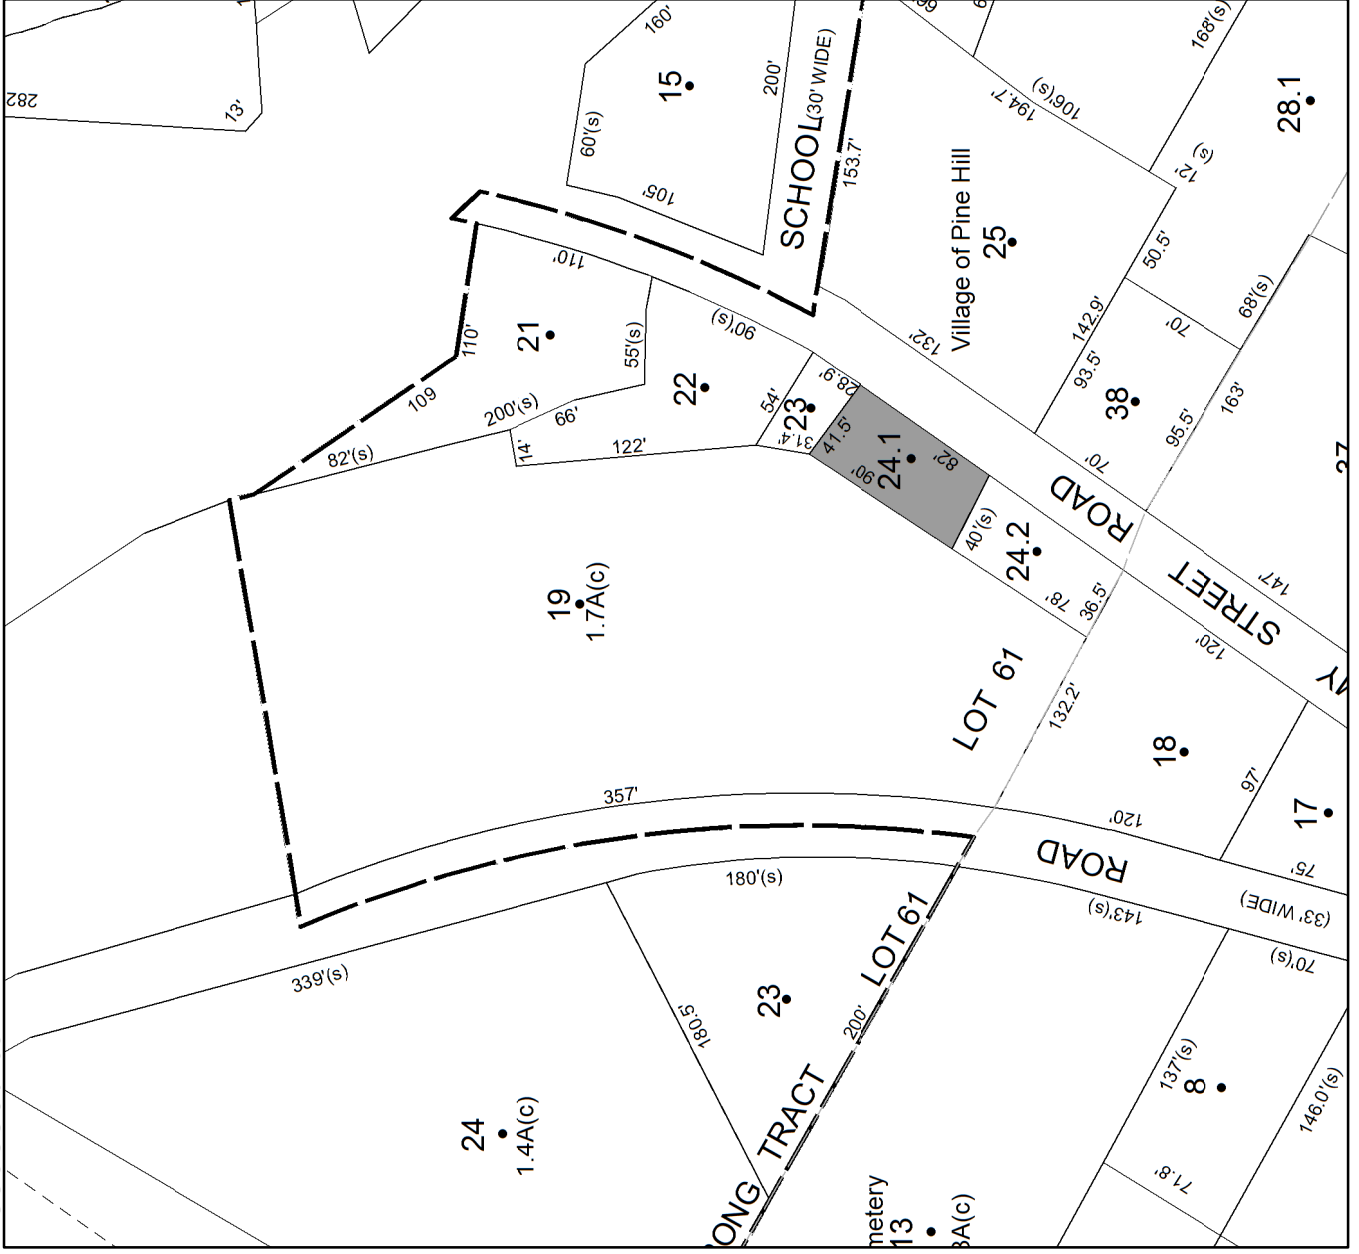 282
13'
160'
15
60'(s)
105'
200'
SCHOOL
(30' WIDE)
153.7'
168'(s)
106'(s)
194.7'
28.1
12'
(s)
Village of Pine Hill
25
50.5'
142.9'
132'
70'
68'(s)
93.5'
38
95.5'
163'
70'
37
110'
21
110'
55'(s)
90'(s)
109
200'(s)
66'
22
82'(s)
14'
122'
54'
23
28.9'
31.4'
41.5'
24.1
90'
82'
40'(s)
24.2
78'
36.5'
ROAD
STREET
147'
120'
19
1.7A(c)
LOT 61
132.2'
18
97'
17
357'
120'
ROAD
75'
(33' WIDE)
180'(s)
143'(s)
70'(s)
339'(s)
LOT 61
23
180.5'
200'
TRACT
24
1.4A(c)
137'(s)
8
146.0'(s)
71.8'
ONG
metery
13
A(c)